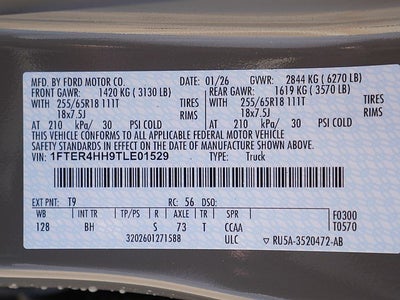 MFD. BY FORD MOTOR CO. DATE: 01/26 GVWR: 2844 KG ( 6270 LB)
FRONT GAWR: 1420 KG ( 3130 LB) REAR GAWR: 1619 KG ( 3570 LB)
WITH 255/65R18 111T TIRES WITH 255/65R18 111T TIRES
18x7.5J RIMS 18x7.5J RIMS
AT 210 kPa/ 30 PSI COLD AT 210 kPa/ 30 PSI COLD
THIS VEHICLE CONFORMS TO ALL APPLICABLE FEDERAL MOTOR VEHICLE
SAFETY STANDARDS IN EFFECT ON THE DATE OF MANUFACTURE SHOWN ABOVE.
VIN: 1FTER4HH9TLE01529 TYPE: Truck
EXT PNT: T9 RC: 56 DSO:
WB INT TR TP/PS R AXLE TR SPR F0300
128 BH S 73 T CCAA T0570
3202601271588 ULC ▽ RU5A-3520472-AB